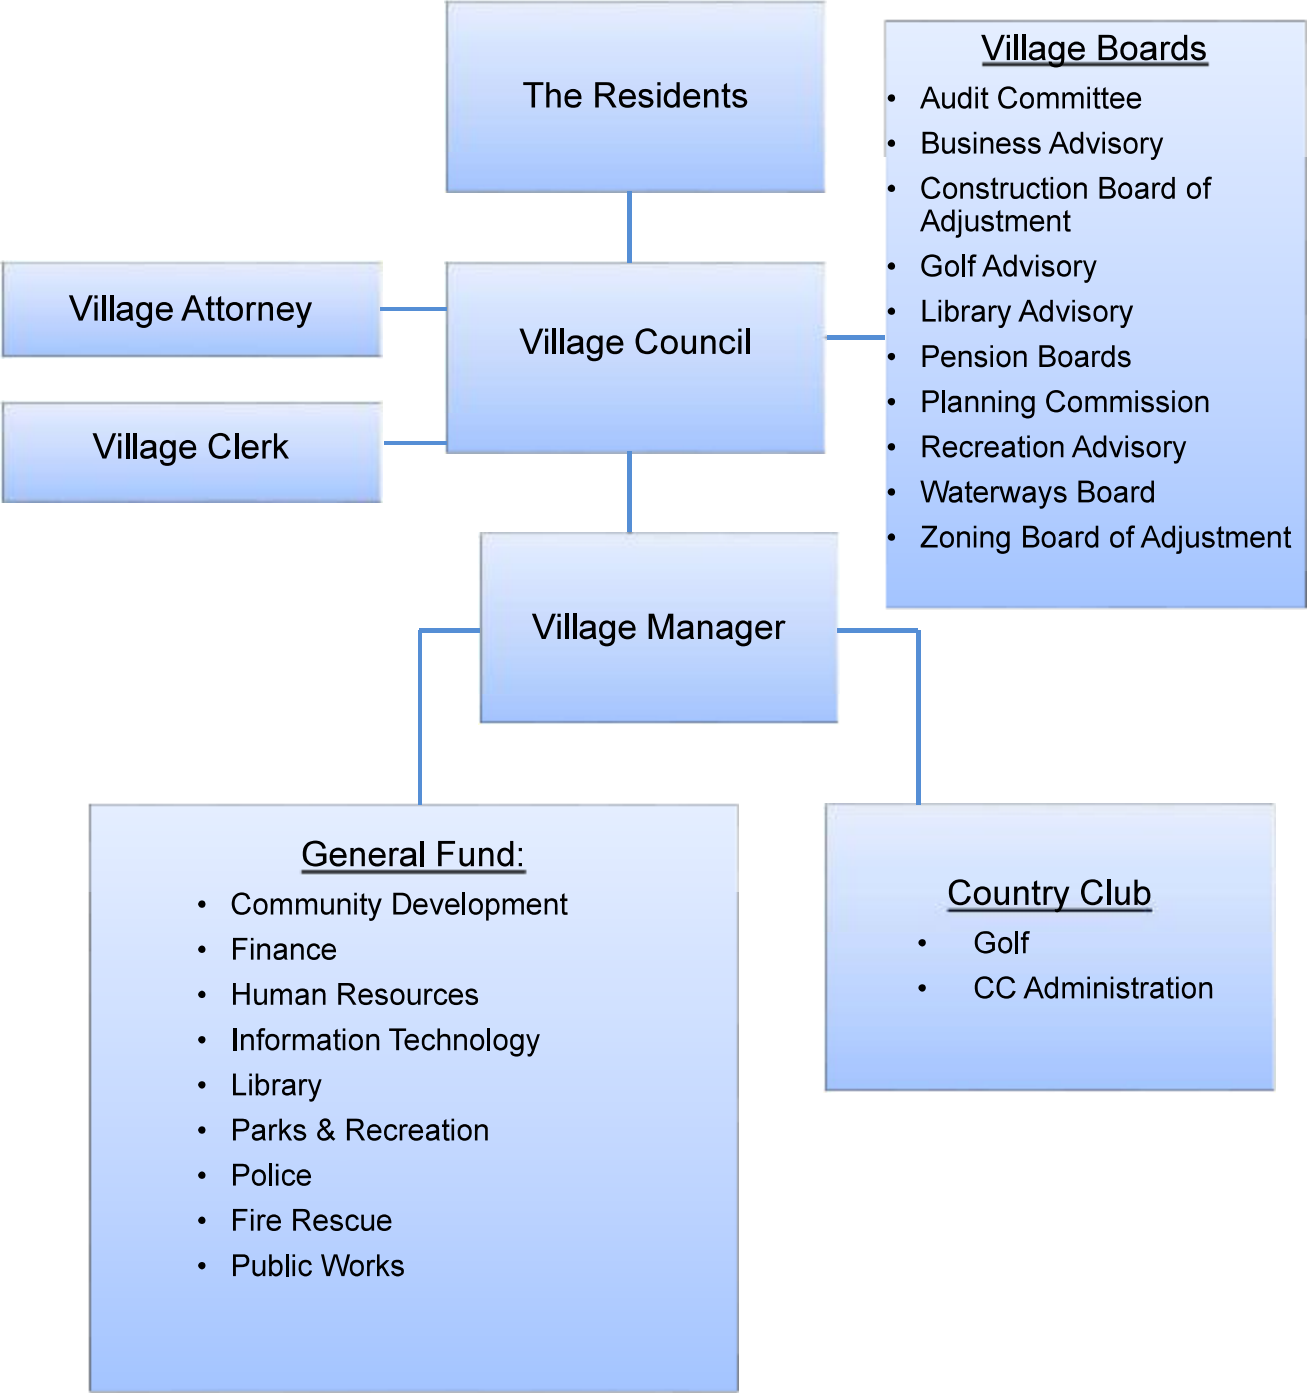 The Residents
Village Boards
• Audit Committee
• Business Advisory
• Construction Board of
Adjustment
• Golf Advisory
• Library Advisory
• Pension Boards
• Planning Commission
• Recreation Advisory
• Waterways Board
• Zoning Board of Adjustment
Village Attorney
Village Council
Village Clerk
Village Manager
General Fund:
• Community Development
• Finance
• Human Resources
• Information Technology
• Library
• Parks & Recreation
• Police
• Fire Rescue
• Public Works
Country Club
• Golf
• CC Administration